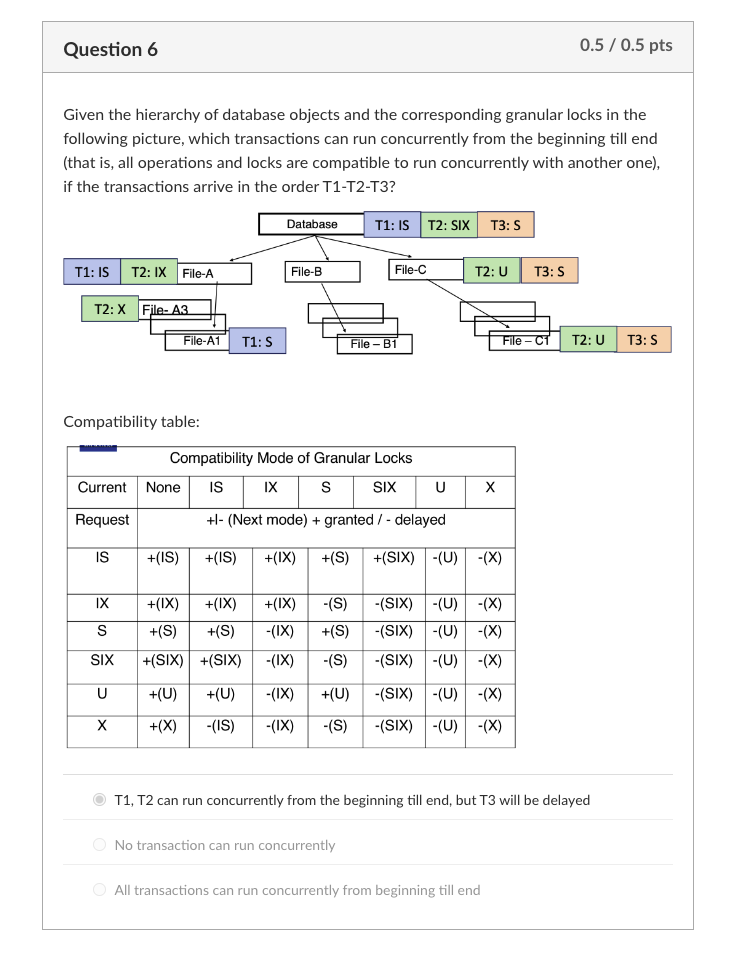 Question 6
0.5 / 0.5 pts
Given the hierarchy of database objects and the corresponding granular locks in the
following picture, which transactions can run concurrently from the beginning till end
(that is, all operations and locks are compatible to run concurrently with another one),
if the transactions arrive in the order T1-T2-T3?
Database T1: IS T2: SIX T3: S
T1: IS T2: IX File-A File-B File-C T2: U T3: S
T2: X File- A3
File-A1 T1: S File – B1 File – C1 T2: U T3: S
Compatibility table:
Compatibility Mode of Granular Locks
Current None IS IX S SIX U X
Request +I- (Next mode) + granted / - delayed
IS +(IS) +(IS) +(IX) +(S) +(SIX) -(U) -(X)
IX +(IX) +(IX) +(IX) -(S) -(SIX) -(U) -(X)
S +(S) +(S) -(IX) +(S) -(SIX) -(U) -(X)
SIX +(SIX) +(SIX) -(IX) -(S) -(SIX) -(U) -(X)
U +(U) +(U) -(IX) +(U) -(SIX) -(U) -(X)
X +(X) -(IS) -(IX) -(S) -(SIX) -(U) -(X)
T1, T2 can run concurrently from the beginning till end, but T3 will be delayed
No transaction can run concurrently
All transactions can run concurrently from beginning till end